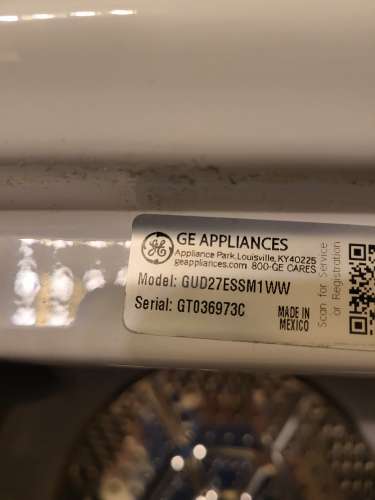 GE APPLIANCES
Appliance Park, Louisville, KY40225
geappliances.com 800-GE CARES
Model: GUD27ESSM1WW
Serial: GT036973C
MADE IN
MEXICO
Scan for Service
or Registration